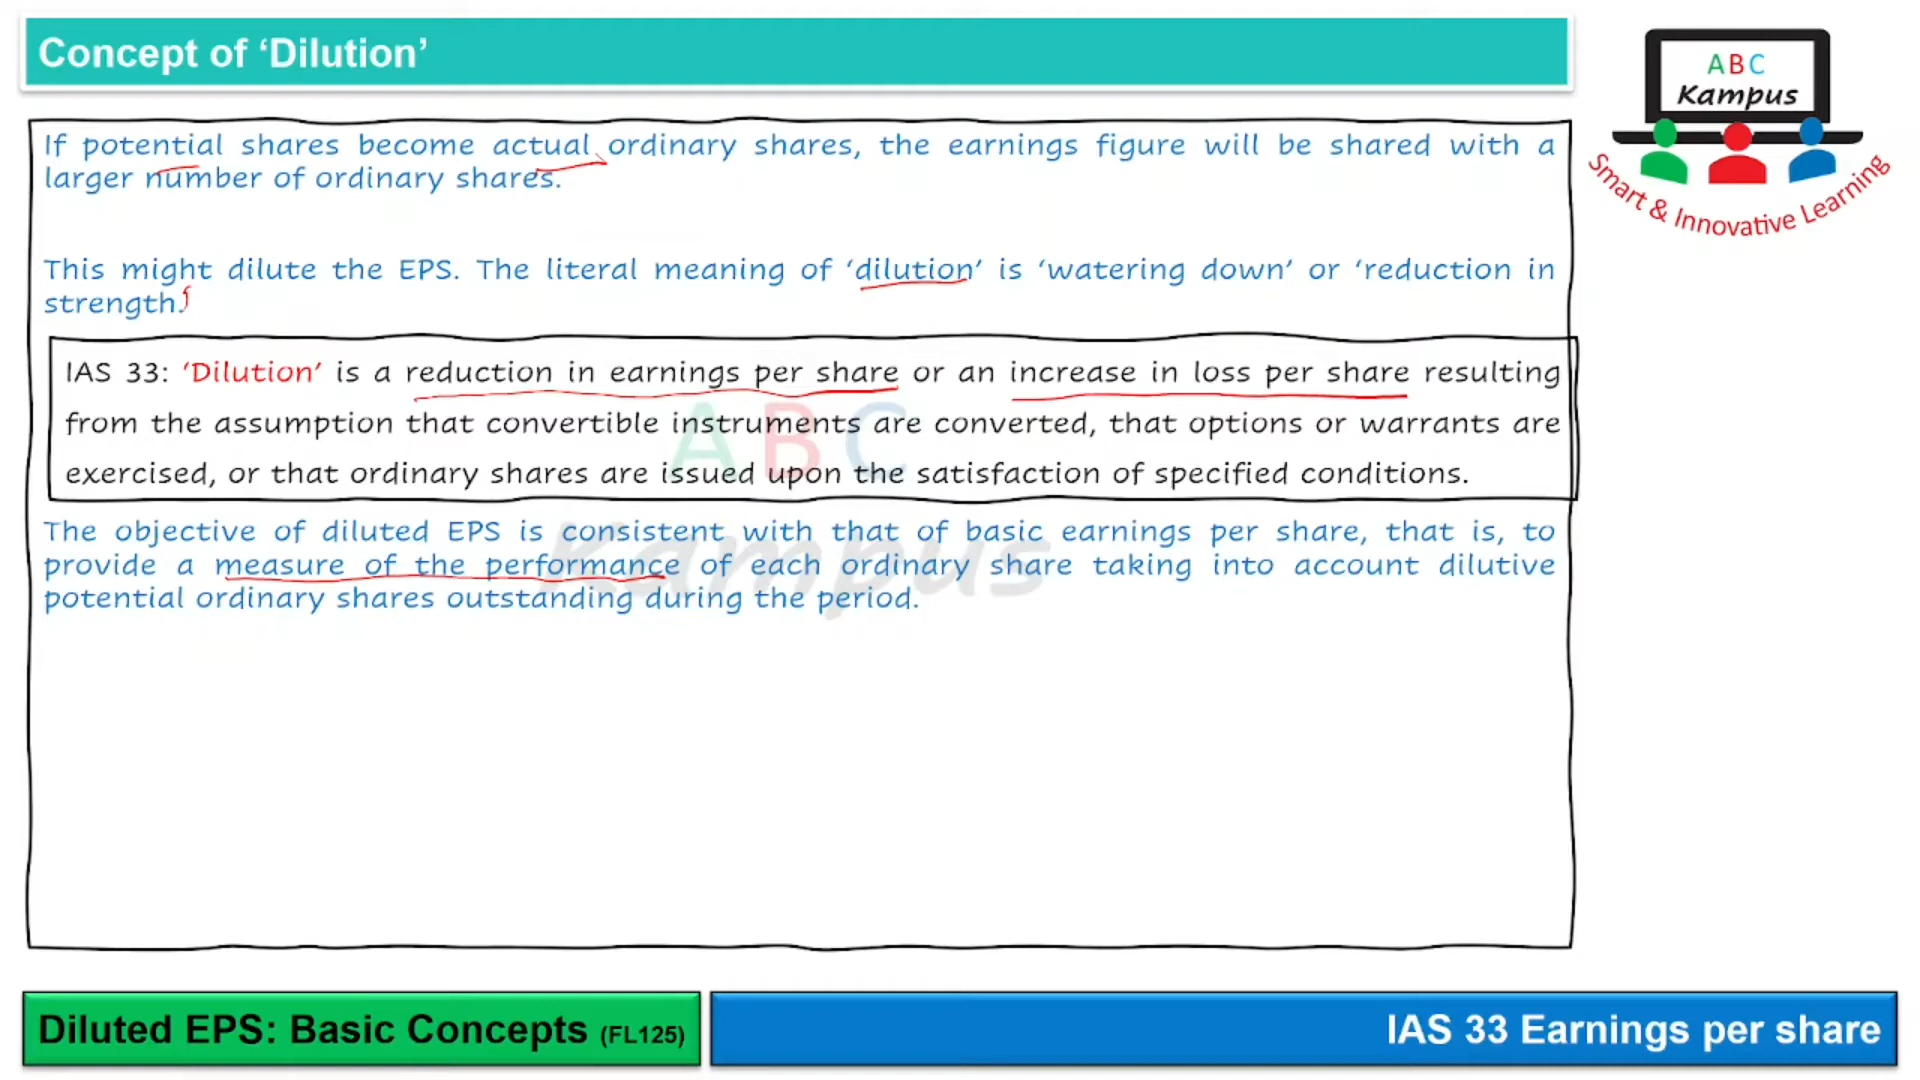 Concept of ‘Dilution’
ABC
Kampus
Smart & Innovative Learning
If potential shares become actual ordinary shares, the earnings figure will be shared with a
larger number of ordinary shares.
This might dilute the EPS. The literal meaning of ‘dilution’ is ‘watering down’ or ‘reduction in
strength.’
IAS 33: ‘Dilution’ is a reduction in earnings per share or an increase in loss per share resulting
from the assumption that convertible instruments are converted, that options or warrants are
exercised, or that ordinary shares are issued upon the satisfaction of specified conditions.
ABC
Kampus
The objective of diluted EPS is consistent with that of basic earnings per share, that is, to
provide a measure of the performance of each ordinary share taking into account dilutive
potential ordinary shares outstanding during the period.
Diluted EPS: Basic Concepts (FL125)
IAS 33 Earnings per share